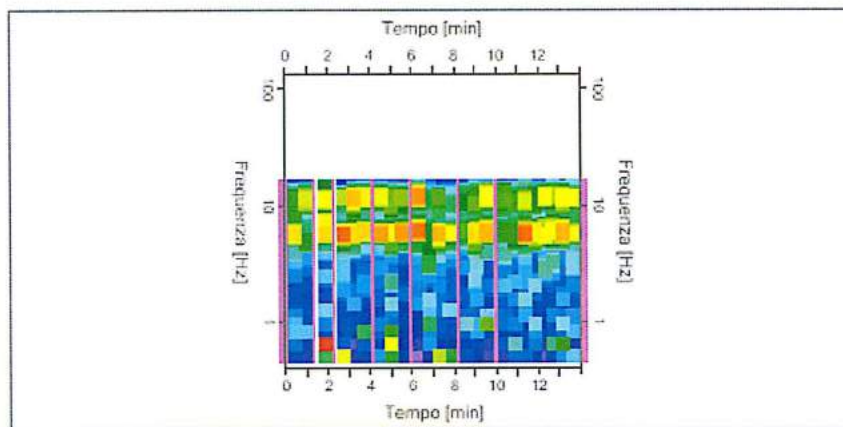 Tempo [min]
0 2 4 6 8 10 12
100 100
Frequenza [Hz] Frequenza [Hz]
10 10
1 1
0 2 4 6 8 10 12
Tempo [min]